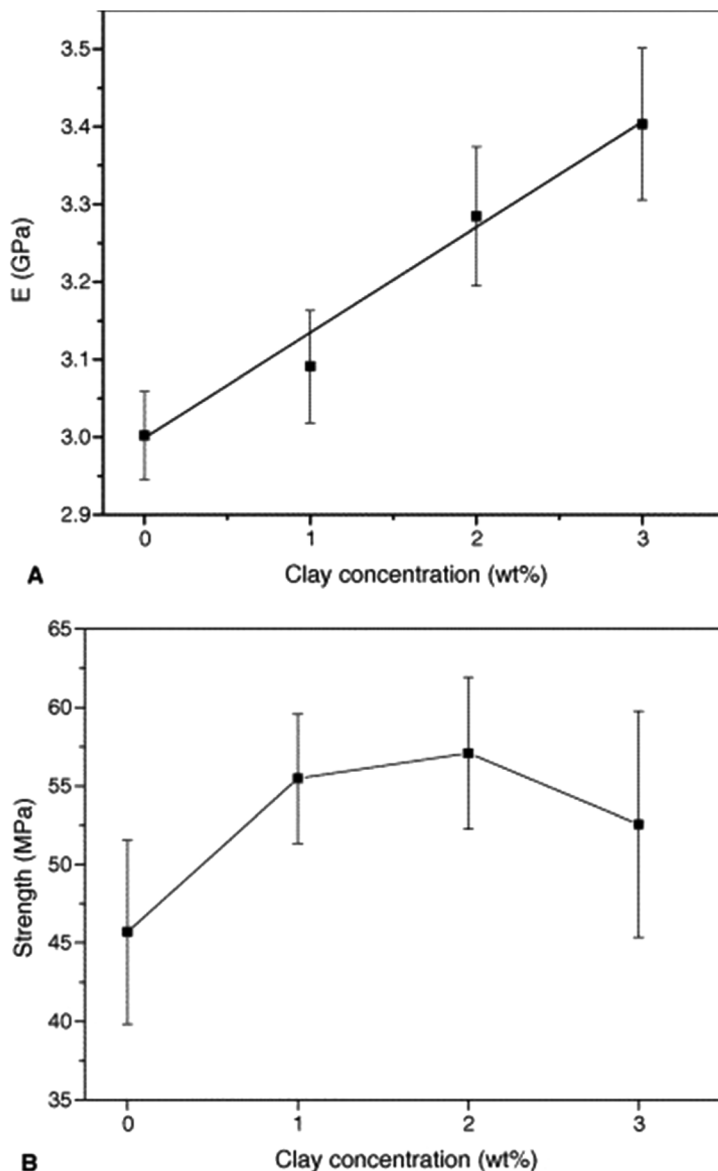 3.5
3.4
3.3
3.2
3.1
3.0
2.9
E (GPa)
0 1 2 3
A Clay concentration (wt%)
65
60
55
50
45
40
35
Strength (MPa)
0 1 2 3
B Clay concentration (wt%)